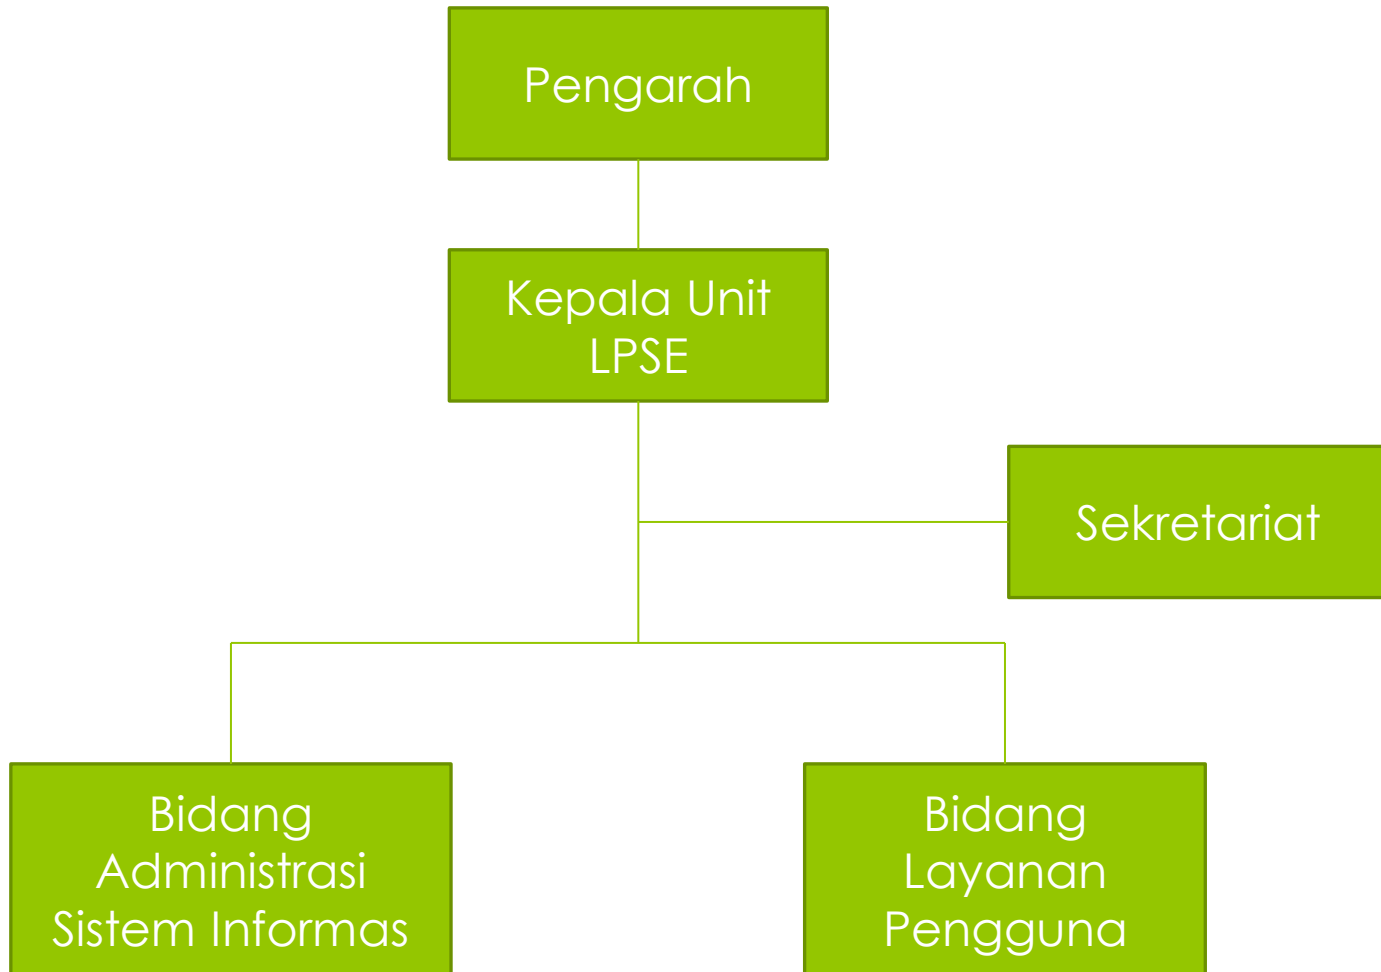 Pengarah
Kepala Unit
LPSE
Sekretariat
Bidang
Administrasi
Sistem Informas
Bidang
Layanan
Pengguna